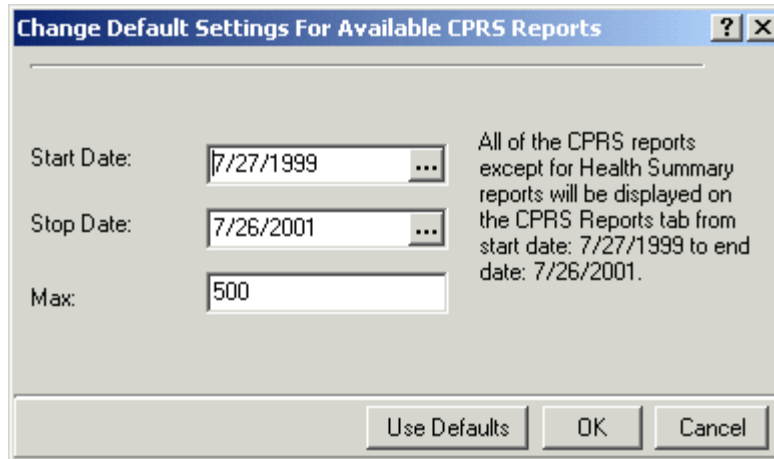 Change Default Settings For Available CPRS Reports
Start Date:
7/27/1999
...
Stop Date:
7/26/2001
...
Max:
500
All of the CPRS reports
except for Health Summary
reports will be displayed on
the CPRS Reports tab from
start date: 7/27/1999 to end
date: 7/26/2001.
Use Defaults
OK
Cancel